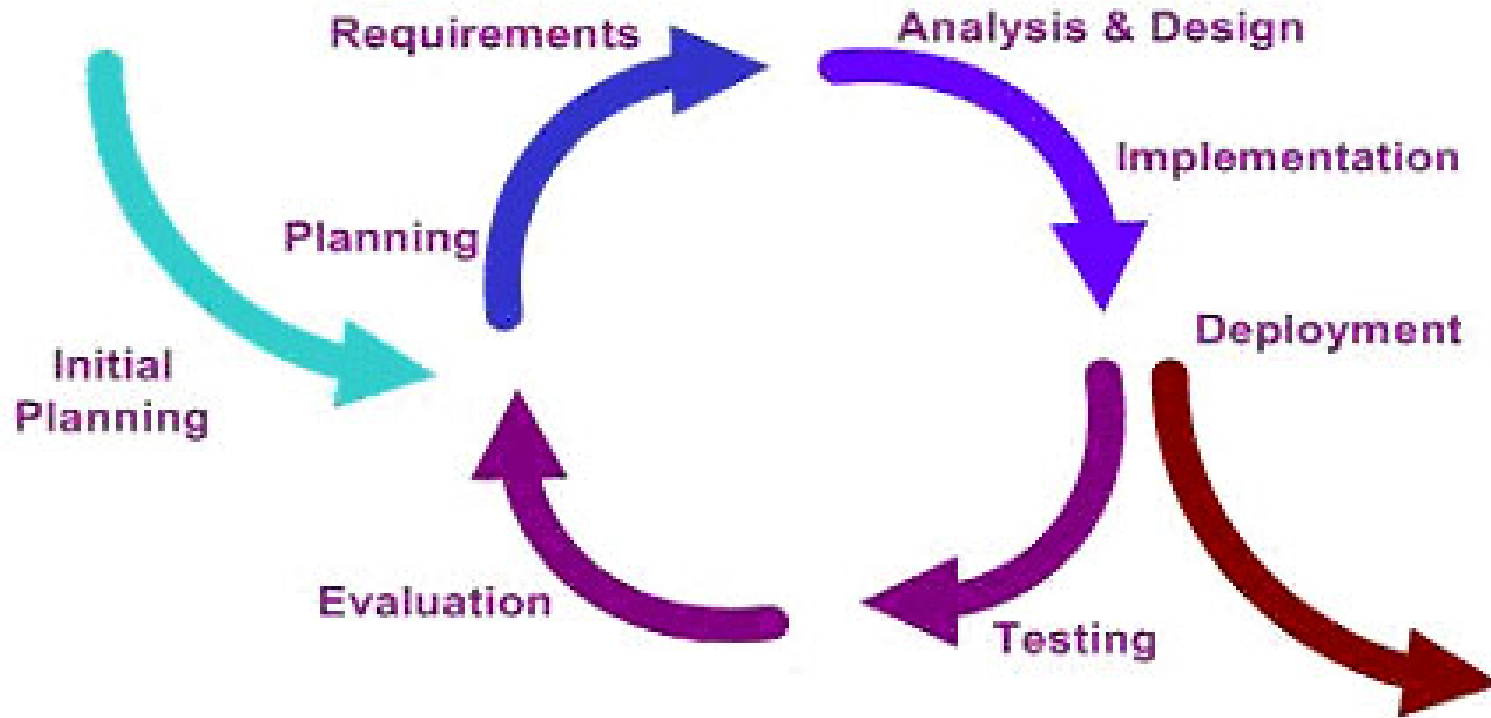 Requirements
Analysis & Design
Implementation
Planning
Deployment
Initial
Planning
Evaluation
Testing